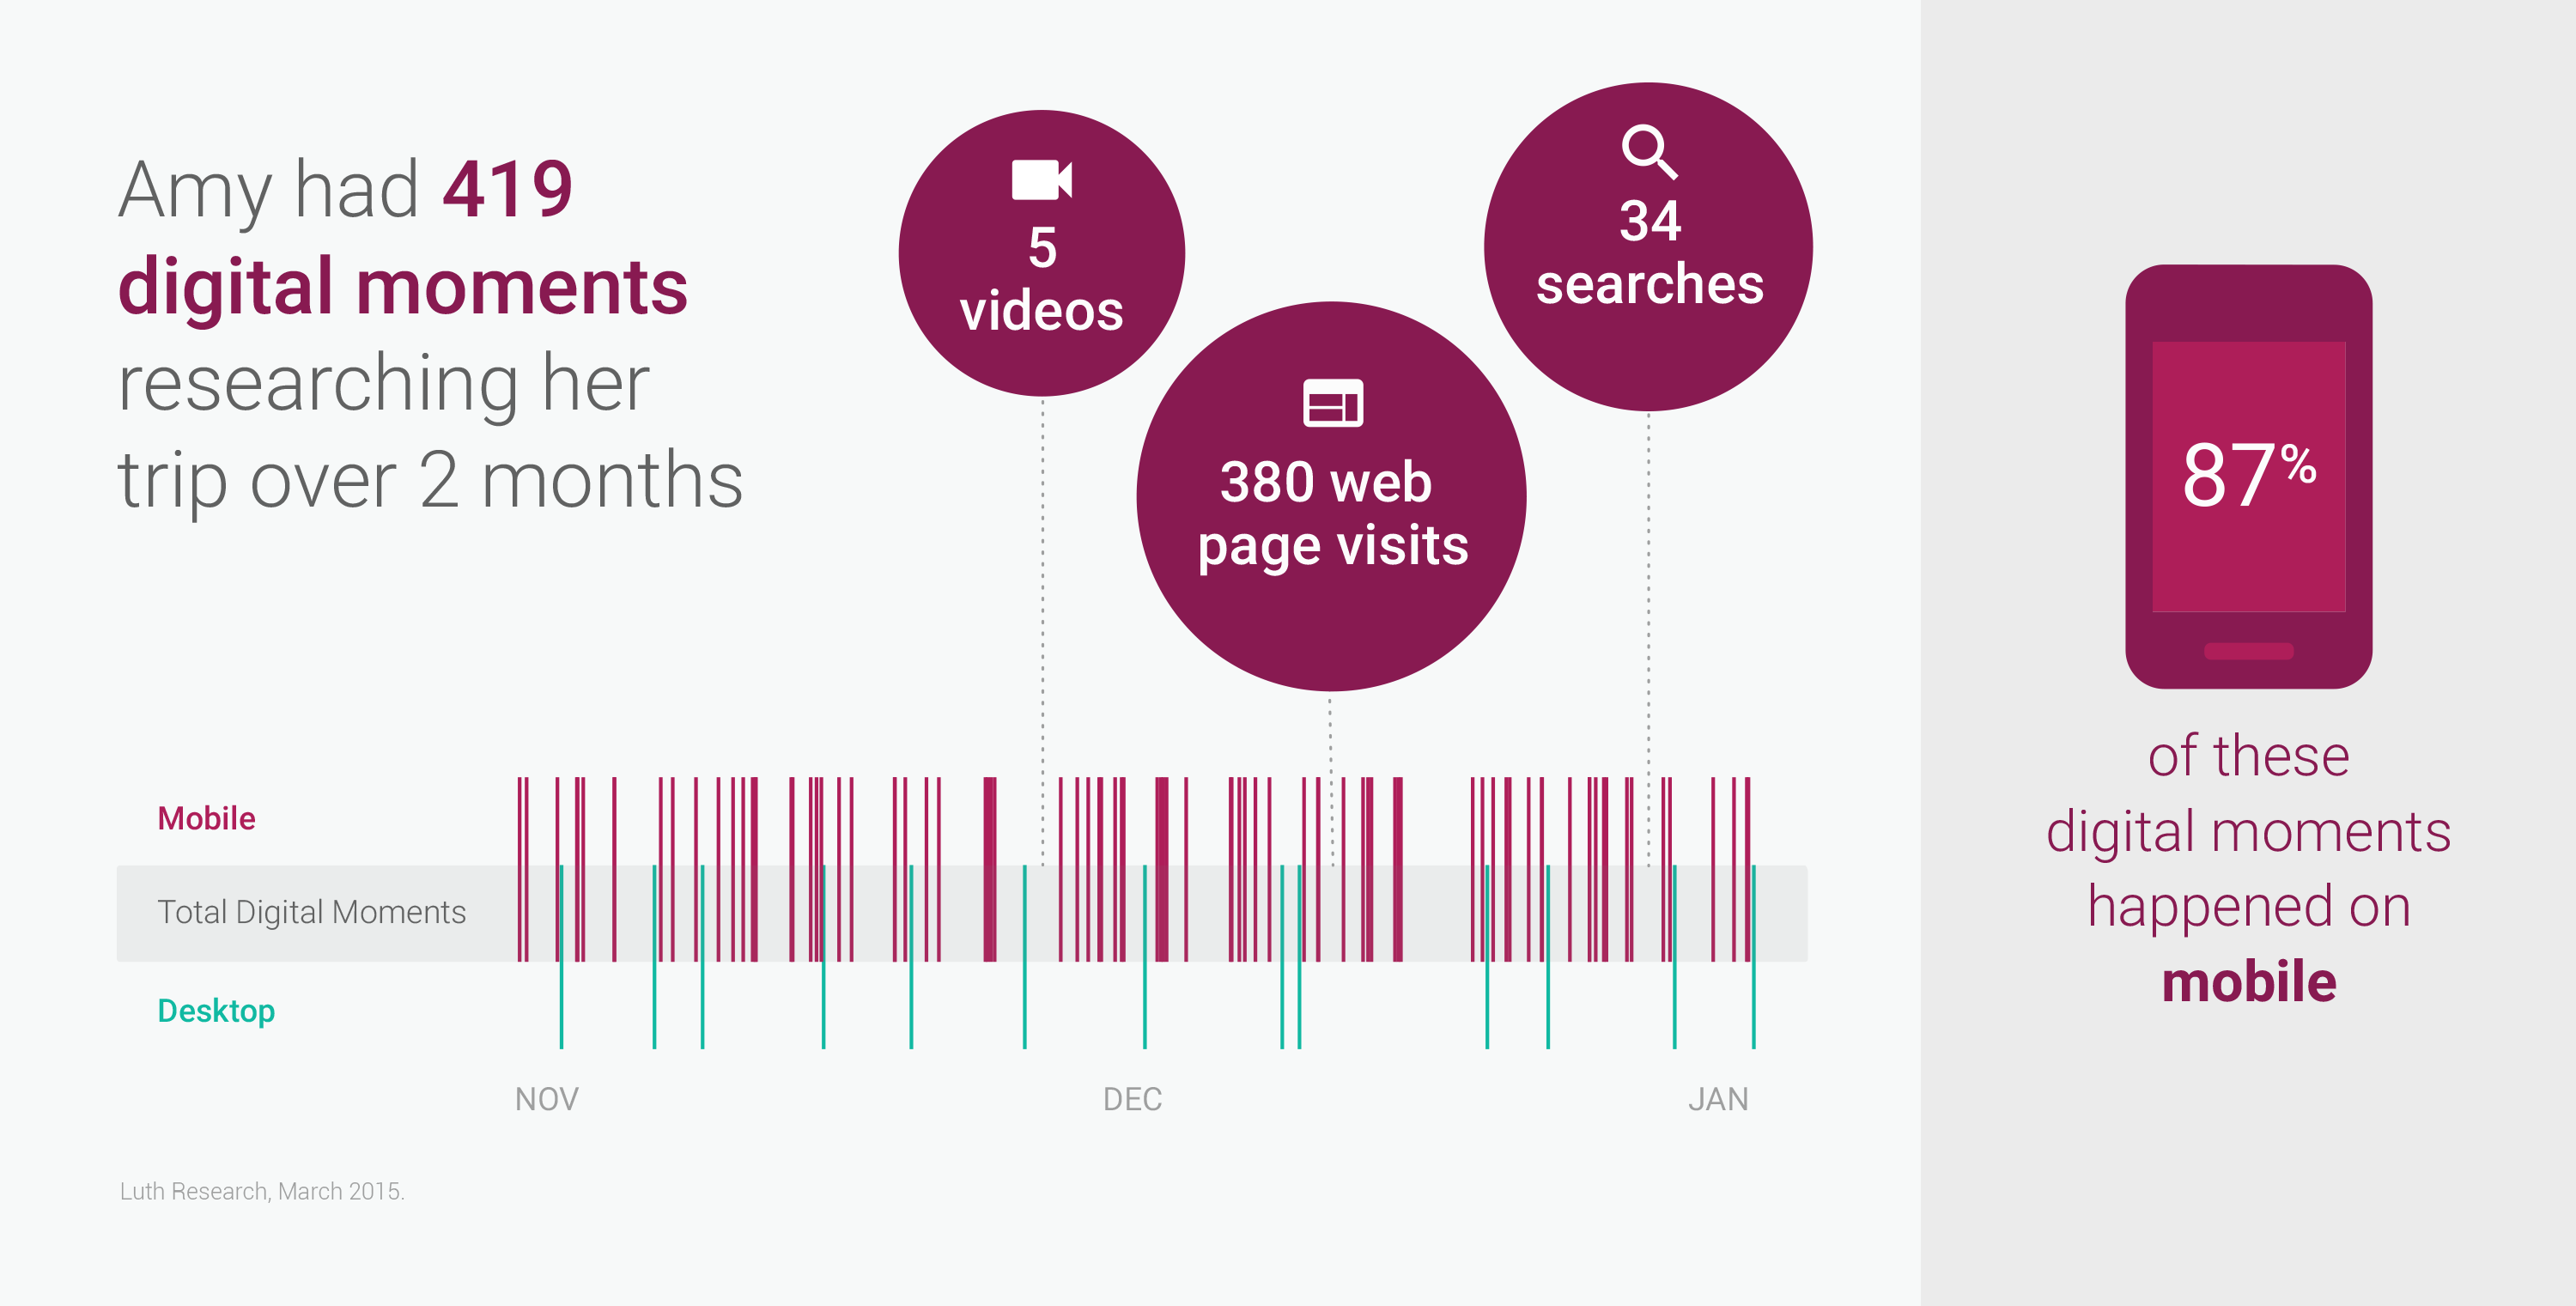 Amy had 419
digital moments
researching her
trip over 2 months
5
videos
380 web
page visits
34
searches
Mobile
Total Digital Moments
Desktop
NOV
DEC
JAN
Luth Research, March 2015.
87%
of these
digital moments
happened on
mobile